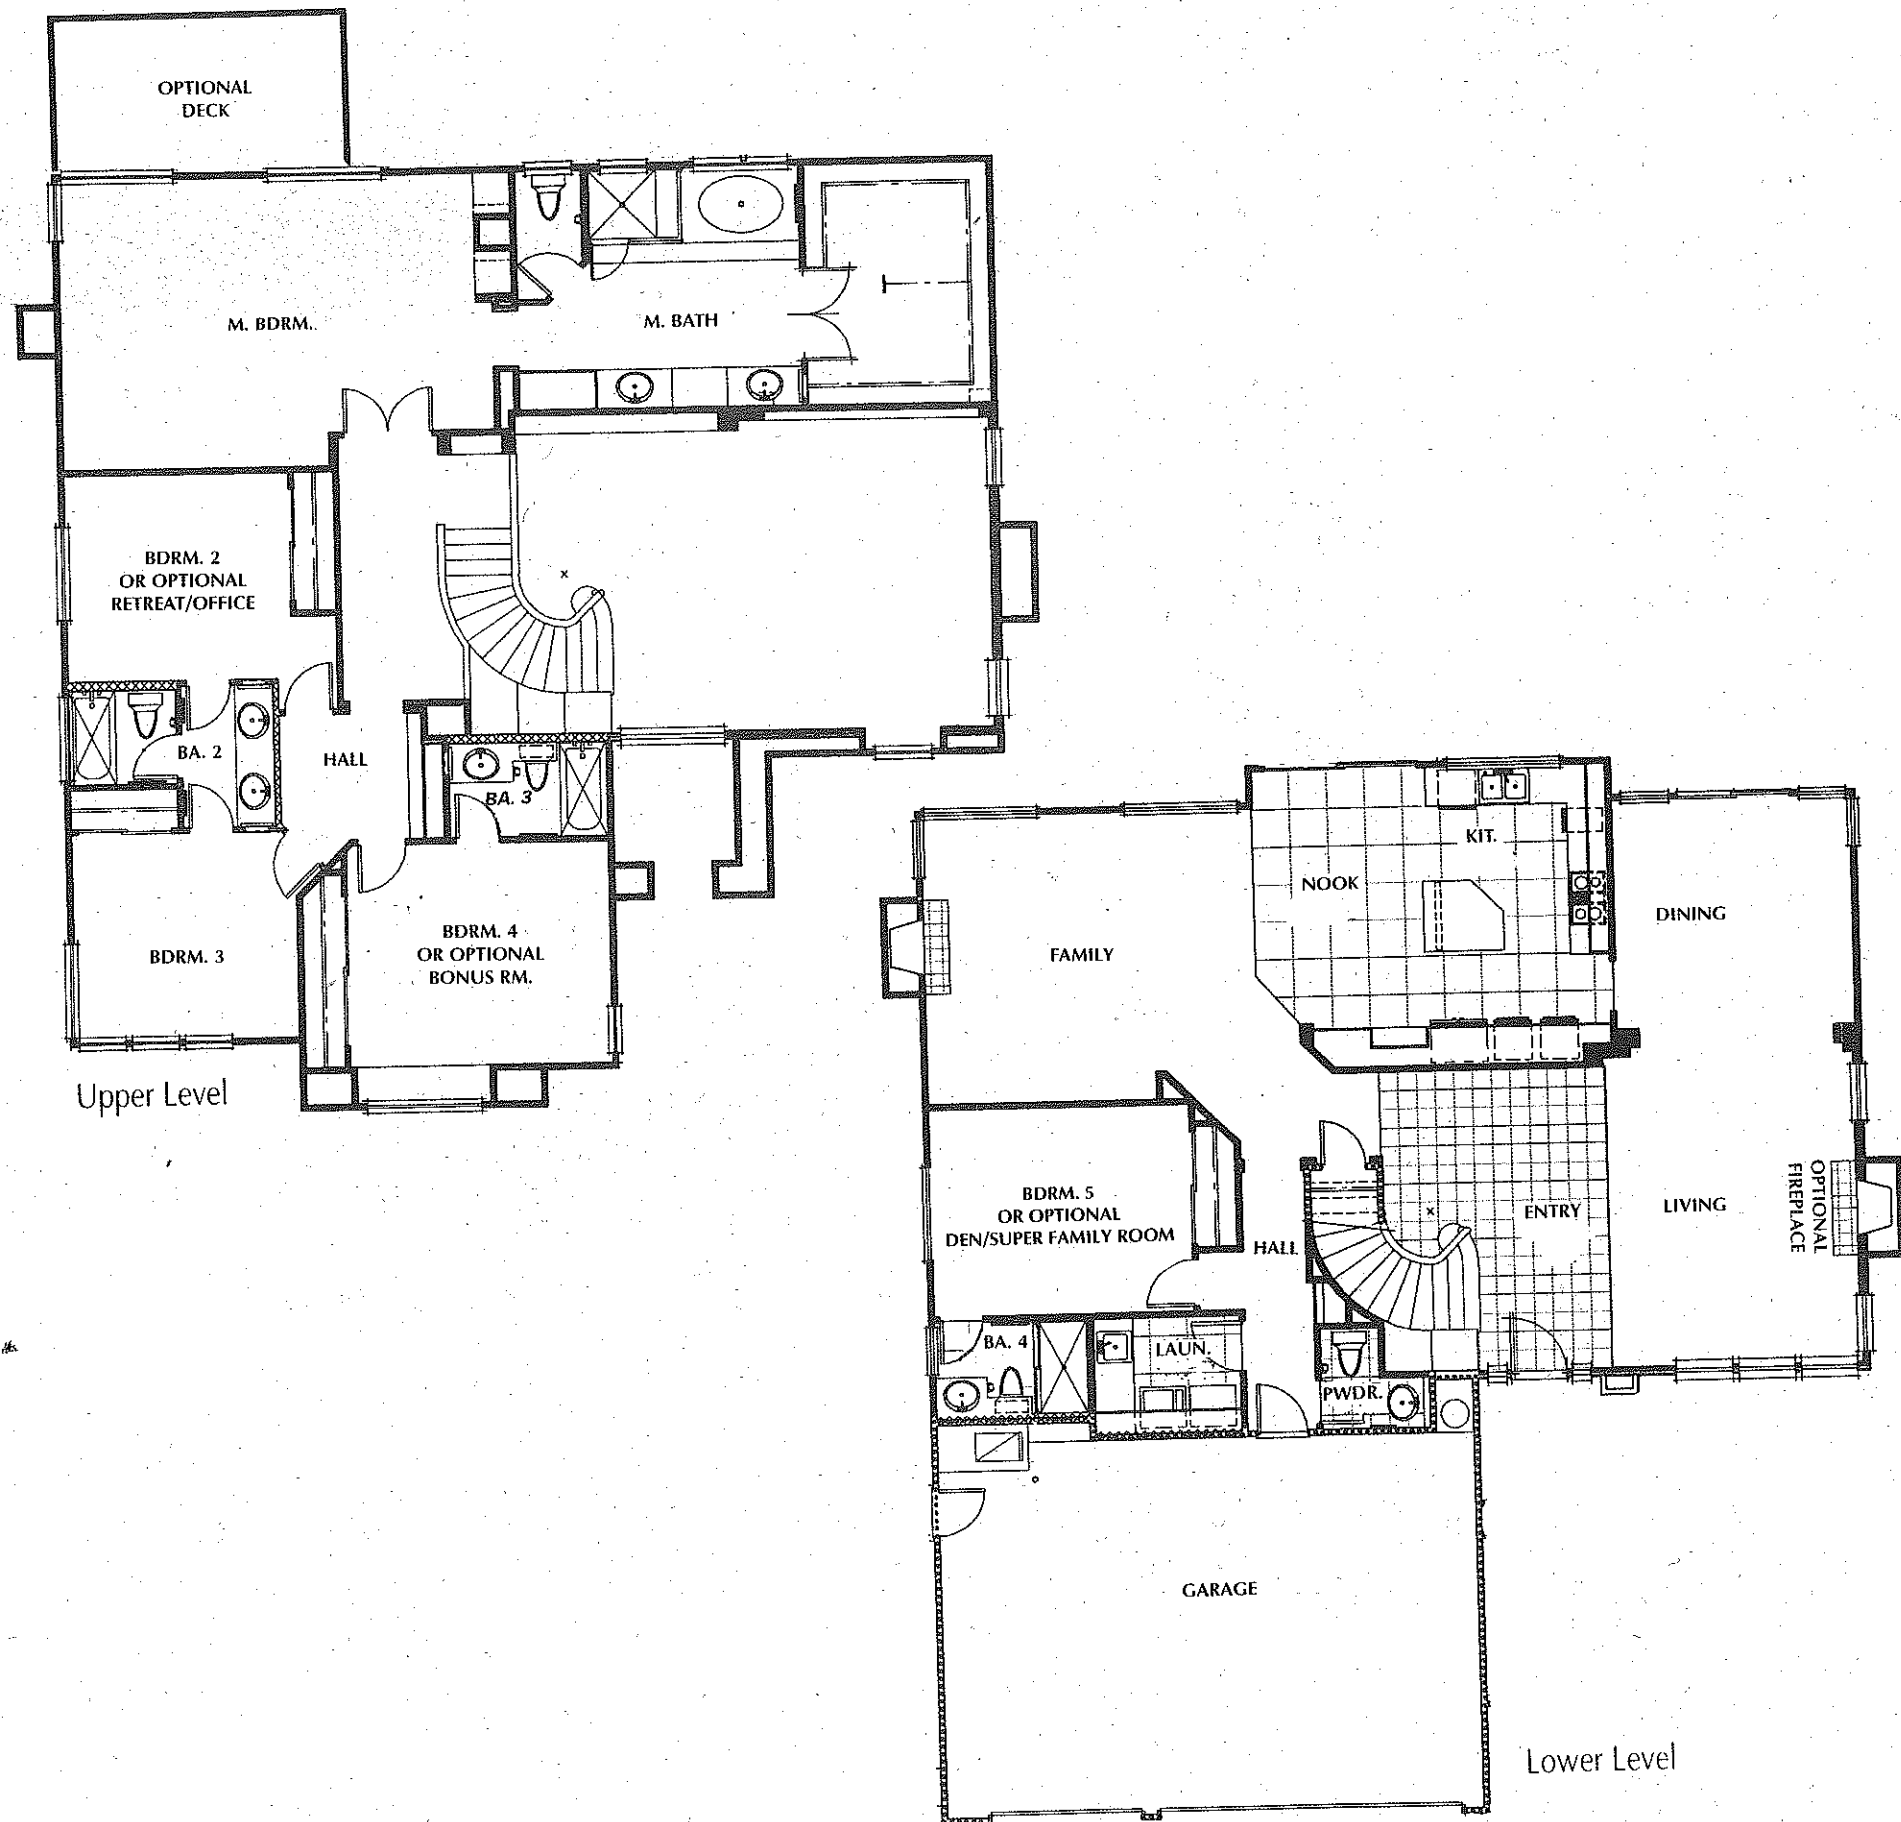 OPTIONAL
DECK
M. BDRM.
M. BATH
BDRM. 2
OR OPTIONAL
RETREAT/OFFICE
BA. 2
HALL
BA. 3
BDRM. 3
BDRM. 4
OR OPTIONAL
BONUS RM.
Upper Level
KIT.
NOOK
DINING
FAMILY
BDRM. 5
OR OPTIONAL
DEN/SUPER FAMILY ROOM
HALL
ENTRY
LIVING
OPTIONAL
FIREPLACE
BA. 4
LAUN.
PWDR.
GARAGE
Lower Level